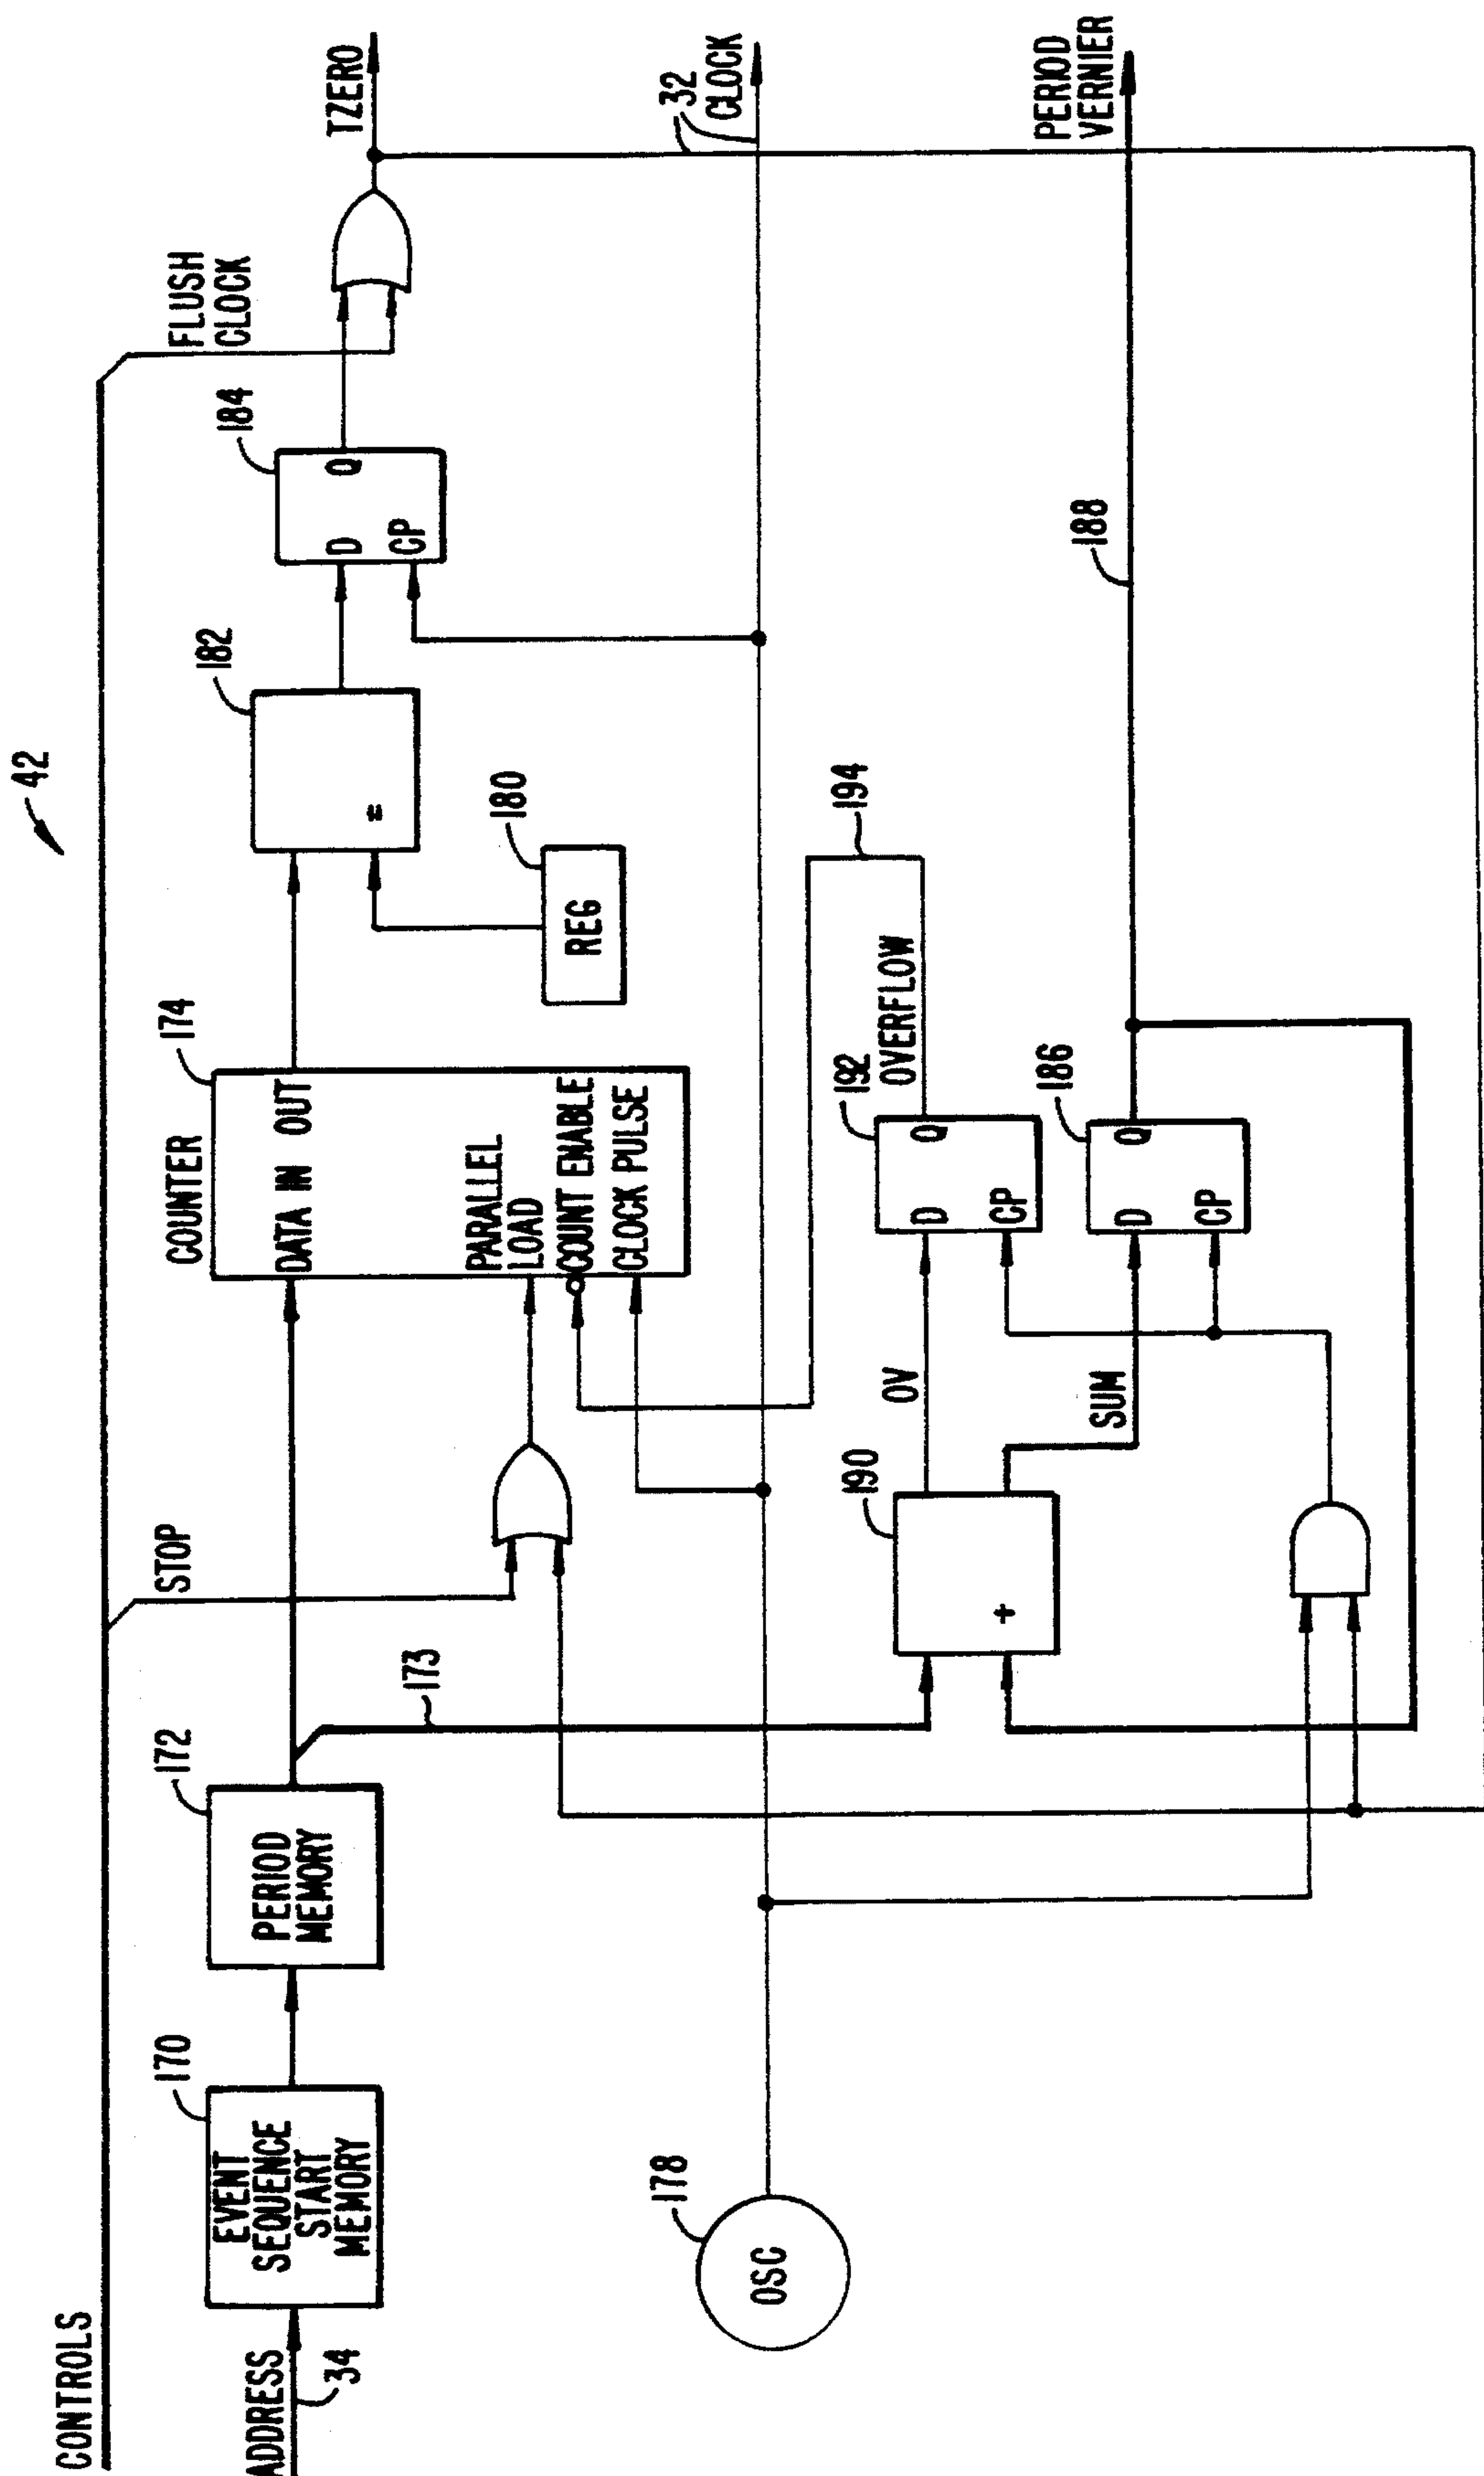 42
CONTROLS
ADDRESS
34
170
EVENT
SEQUENCE
START
MEMORY
172
PERIOD
MEMORY
173
STOP
COUNTER
174
DATA IN OUT
PARALLEL
LOAD
COUNT ENABLE
CLOCK PULSE
182
=
180
REG
184
D Q
CP
FLUSH
CLOCK
TZERO
32
CLOCK
178
OSC
190
+
OV
SUM
192
OVERFLOW
D Q
CP
194
186
D Q
CP
188
PERIOD
VERNIER